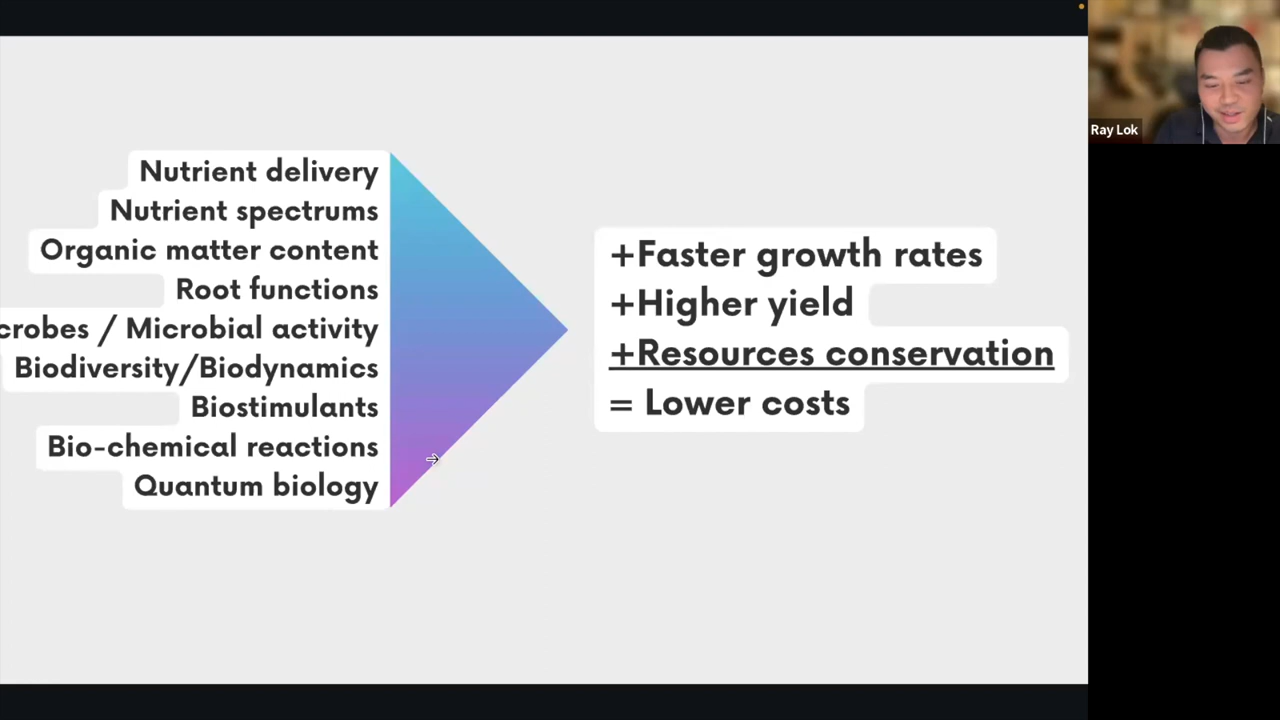 Nutrient delivery
Nutrient spectrums
Organic matter content
Root functions
crobes / Microbial activity
Biodiversity/Biodynamics
Biostimulants
Bio-chemical reactions
Quantum biology
+Faster growth rates
+Higher yield
+Resources conservation
= Lower costs
Ray Lok